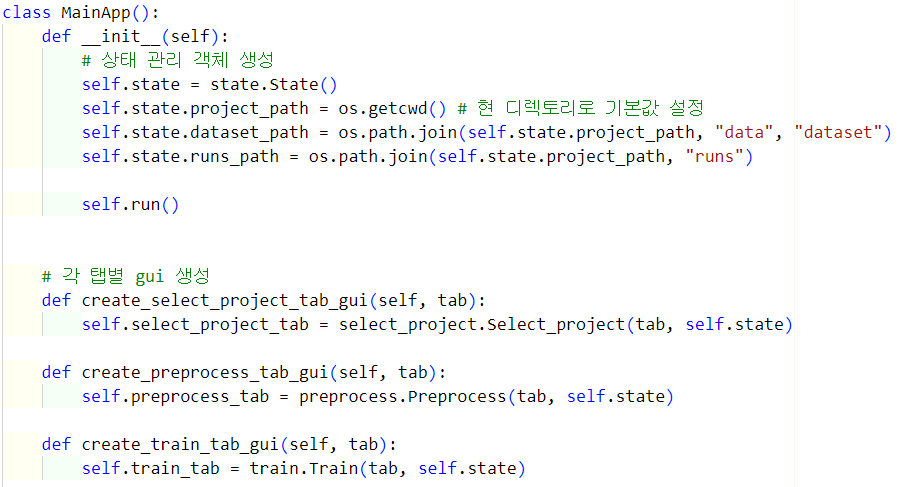 class MainApp():
    def __init__(self):
        # 상태 관리 객체 생성
        self.state = state.State()
        self.state.project_path = os.getcwd() # 현 디렉토리로 기본값 설정
        self.state.dataset_path = os.path.join(self.state.project_path, "data", "dataset")
        self.state.runs_path = os.path.join(self.state.project_path, "runs")

        self.run()


    # 각 탭별 gui 생성
    def create_select_project_tab_gui(self, tab):
        self.select_project_tab = select_project.Select_project(tab, self.state)

    def create_preprocess_tab_gui(self, tab):
        self.preprocess_tab = preprocess.Preprocess(tab, self.state)

    def create_train_tab_gui(self, tab):
        self.train_tab = train.Train(tab, self.state)